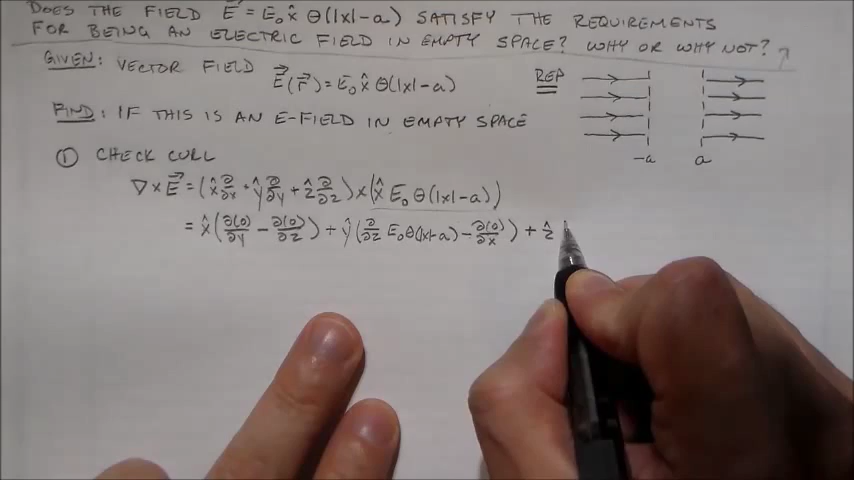 DOES THE FIELD E⃗ = E₀ x̂ θ(|x|-a) SATISFY THE REQUIREMENTS
FOR BEING AN ELECTRIC FIELD IN EMPTY SPACE? WHY OR WHY NOT?
GIVEN: VECTOR FIELD E⃗(r⃗) = E₀ x̂ θ(|x|-a)
REP
FIND: IF THIS IS AN E-FIELD IN EMPTY SPACE
-a a
① CHECK CURL
∇ × E⃗ = (x̂ ∂/∂x + ŷ ∂/∂y + ẑ ∂/∂z) × (x̂ E₀ θ(|x|-a))
= x̂ (∂(0)/∂y - ∂(0)/∂z) + ŷ (∂/∂z E₀ θ(|x|-a) - ∂(0)/∂x) + ẑ